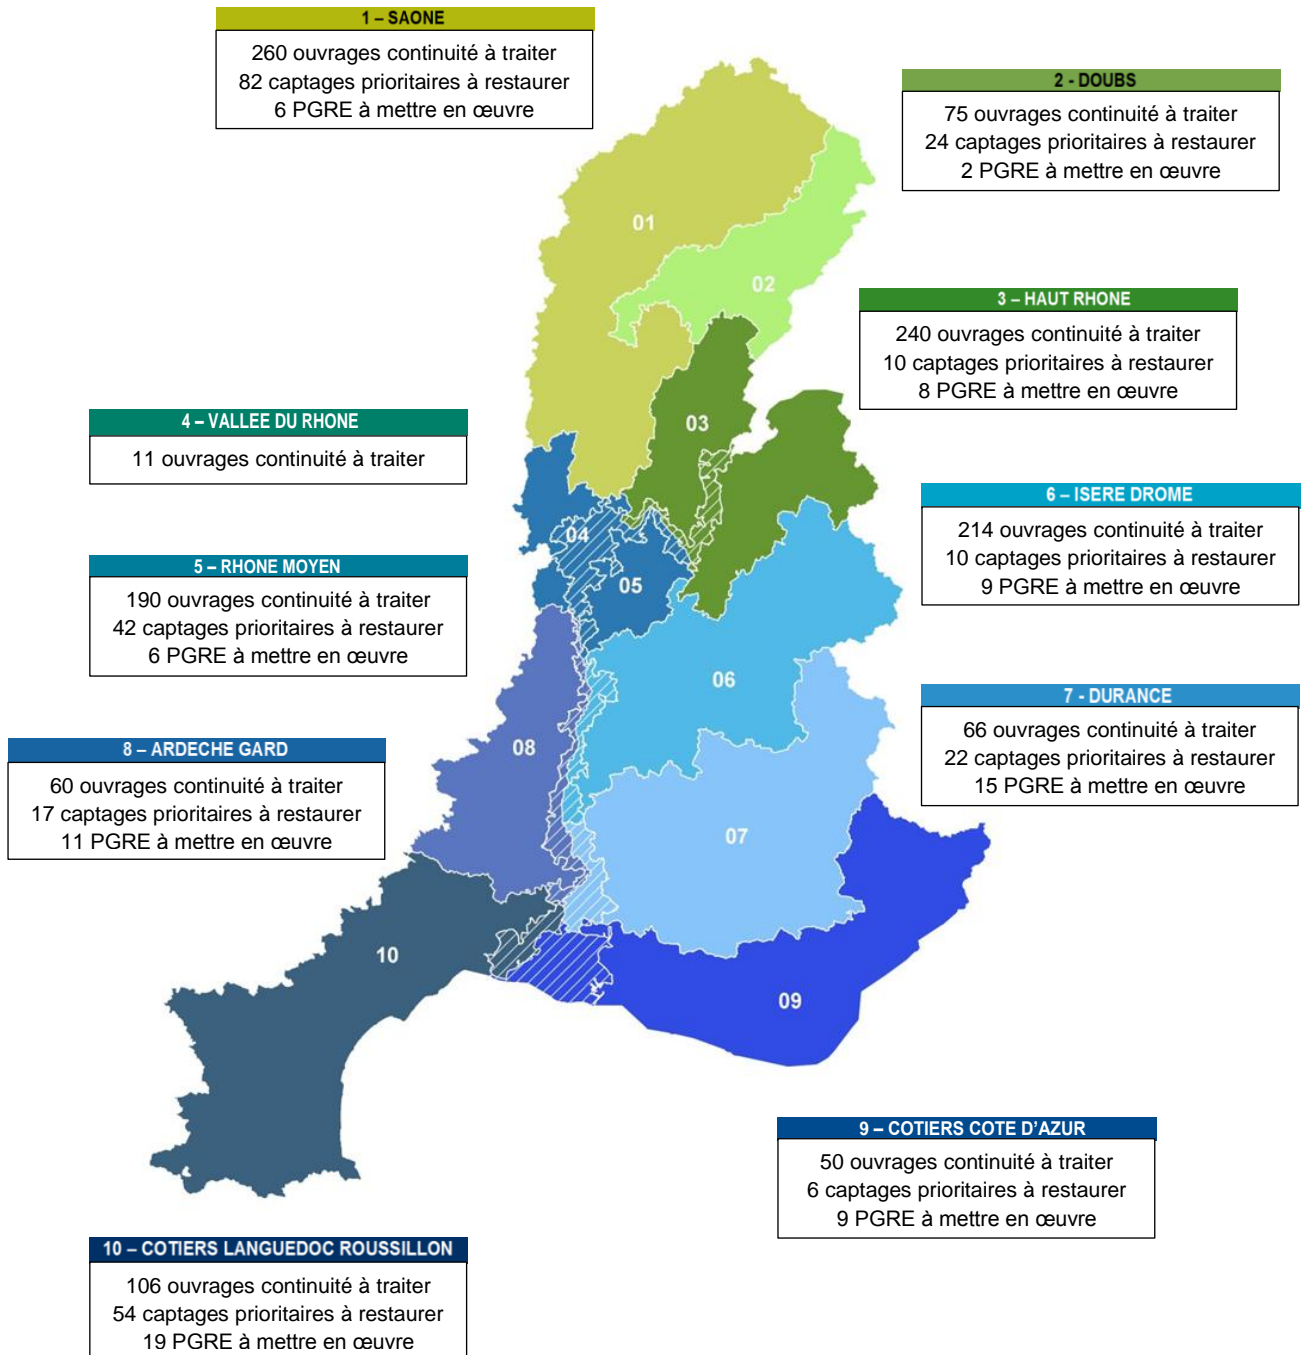 1 – SAONE
260 ouvrages continuité à traiter
82 captages prioritaires à restaurer
6 PGRE à mettre en œuvre
2 - DOUBS
75 ouvrages continuité à traiter
24 captages prioritaires à restaurer
2 PGRE à mettre en œuvre
3 – HAUT RHONE
240 ouvrages continuité à traiter
10 captages prioritaires à restaurer
8 PGRE à mettre en œuvre
4 – VALLEE DU RHONE
11 ouvrages continuité à traiter
5 – RHONE MOYEN
190 ouvrages continuité à traiter
42 captages prioritaires à restaurer
6 PGRE à mettre en œuvre
6 – ISERE DROME
214 ouvrages continuité à traiter
10 captages prioritaires à restaurer
9 PGRE à mettre en œuvre
7 - DURANCE
66 ouvrages continuité à traiter
22 captages prioritaires à restaurer
15 PGRE à mettre en œuvre
8 – ARDECHE GARD
60 ouvrages continuité à traiter
17 captages prioritaires à restaurer
11 PGRE à mettre en œuvre
9 – COTIERS COTE D'AZUR
50 ouvrages continuité à traiter
6 captages prioritaires à restaurer
9 PGRE à mettre en œuvre
10 – COTIERS LANGUEDOC ROUSSILLON
106 ouvrages continuité à traiter
54 captages prioritaires à restaurer
19 PGRE à mettre en œuvre
01
02
03
04
05
06
08
07
10
09